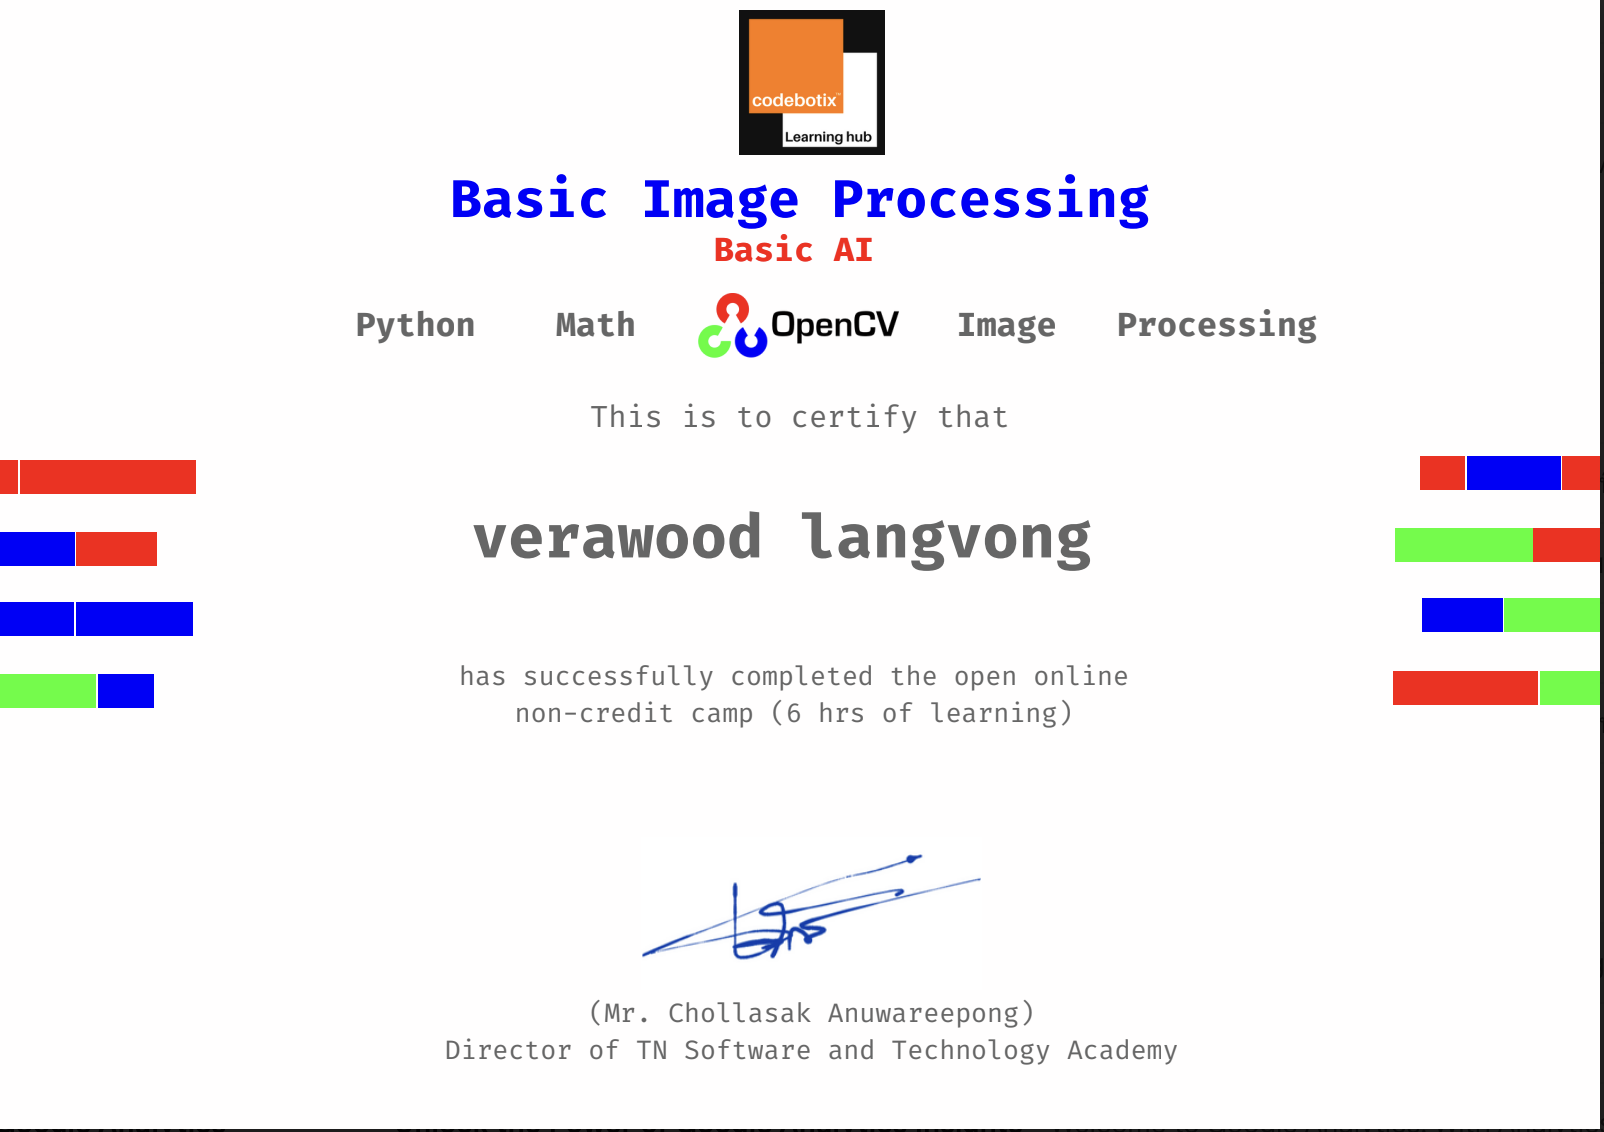 codebotix™
Learning hub
Basic Image Processing
Basic AI
Python Math OpenCV Image Processing
This is to certify that
verawood langvong
has successfully completed the open online
non-credit camp (6 hrs of learning)
(Mr. Chollasak Anuwareepong)
Director of TN Software and Technology Academy